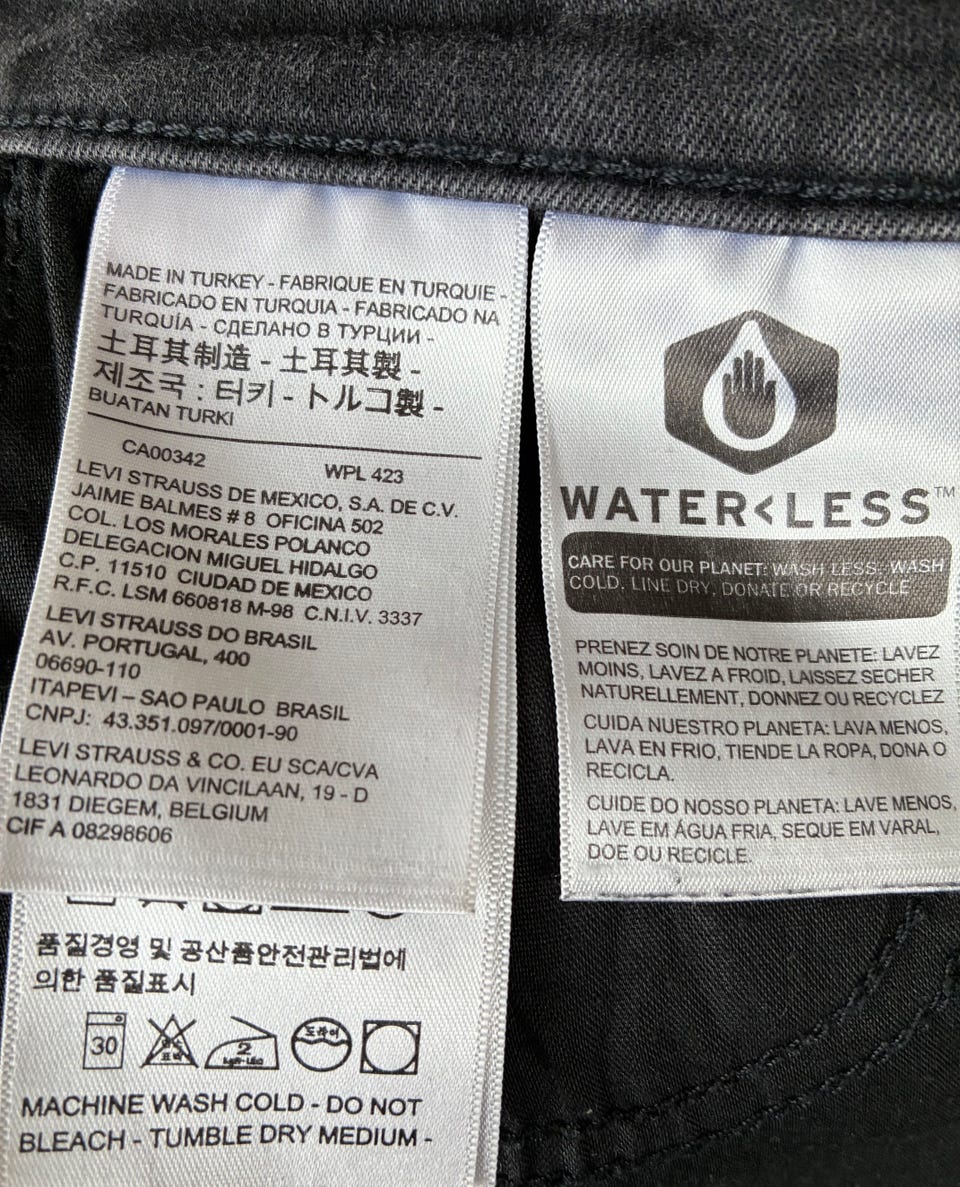 MADE IN TURKEY - FABRIQUE EN TURQUIE -
FABRICADO EN TURQUIA - FABRICADO NA
TURQUÍA - СДЕЛАНО В ТУРЦИИ -
土耳其制造 - 土耳其製 -
제조국 : 터키 - トルコ製 -
BUATAN TURKI
CA00342 WPL 423
LEVI STRAUSS DE MEXICO, S.A. DE C.V.
JAIME BALMES # 8 OFICINA 502
COL. LOS MORALES POLANCO
DELEGACION MIGUEL HIDALGO
C.P. 11510 CIUDAD DE MEXICO
R.F.C. LSM 660818 M-98 C.N.I.V. 3337
LEVI STRAUSS DO BRASIL
AV. PORTUGAL, 400
06690-110
ITAPEVI – SAO PAULO BRASIL
CNPJ: 43.351.097/0001-90
LEVI STRAUSS & CO. EU SCA/CVA
LEONARDO DA VINCILAAN, 19 - D
1831 DIEGEM, BELGIUM
CIF A 08298606
품질경영 및 공산품안전관리법에
의한 품질표시
30 2 드라이
MACHINE WASH COLD - DO NOT
BLEACH - TUMBLE DRY MEDIUM -
WATER<LESS™
CARE FOR OUR PLANET: WASH LESS, WASH
COLD, LINE DRY, DONATE OR RECYCLE
PRENEZ SOIN DE NOTRE PLANETE: LAVEZ
MOINS, LAVEZ A FROID, LAISSEZ SECHER
NATURELLEMENT, DONNEZ OU RECYCLEZ
CUIDA NUESTRO PLANETA: LAVA MENOS,
LAVA EN FRIO, TIENDE LA ROPA, DONA O
RECICLA.
CUIDE DO NOSSO PLANETA: LAVE MENOS,
LAVE EM ÁGUA FRIA, SEQUE EM VARAL,
DOE OU RECICLE.